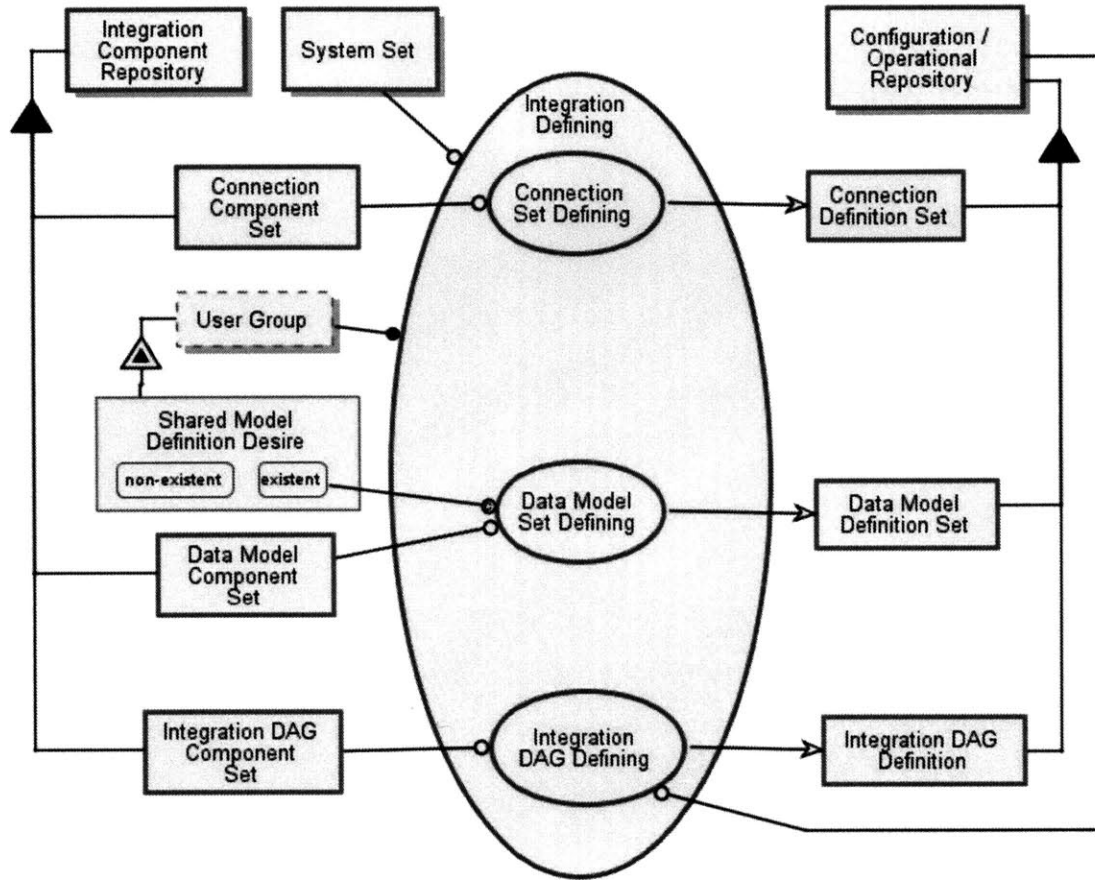 Integration
Component
Repository
System Set
Configuration /
Operational
Repository
Integration
Defining
Connection
Component
Set
Connection
Set Defining
Connection
Definition Set
User Group
Shared Model
Definition Desire
non-existent
existent
Data Model
Set Defining
Data Model
Definition Set
Data Model
Component
Set
Integration DAG
Component
Set
Integration
DAG Defining
Integration DAG
Definition